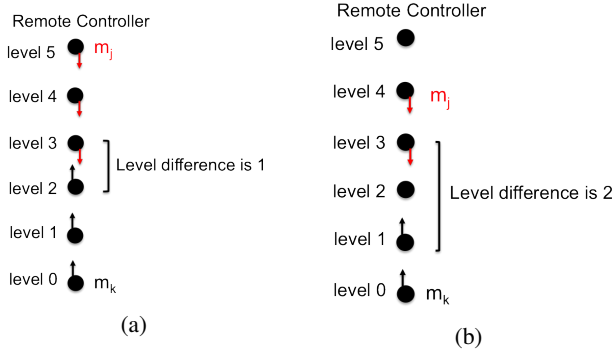 Remote Controller
level 5
m_j
level 4
level 3
Level difference is 1
level 2
level 1
level 0
m_k
(a)
Remote Controller
level 5
level 4
m_j
level 3
level 2
Level difference is 2
level 1
level 0
m_k
(b)